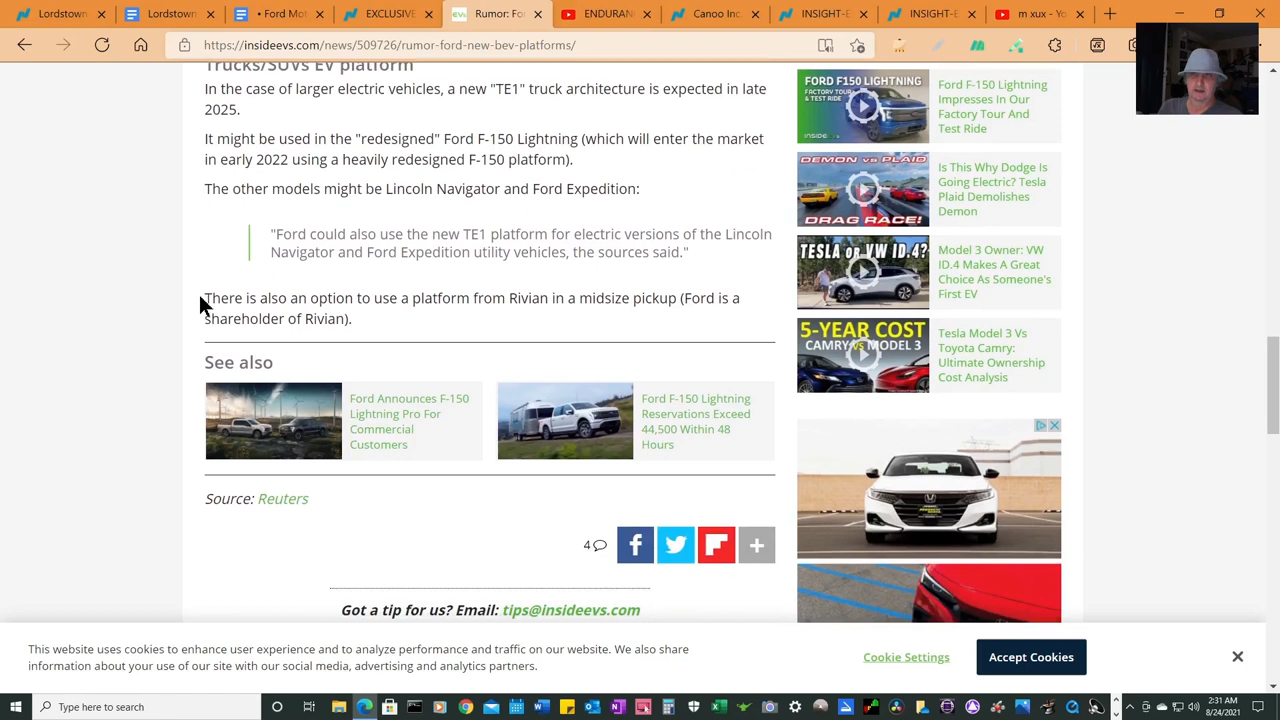 INSIGHT-
EXDURAN
Rumor: Fo
Canoo Inc.
INSIGHT-
INSIGHT-
m xux - Yo
https://insideevs.com/news/509726/rumor-ford-new-bev-platforms/
Trucks/SUVs EV platform
In the case of larger electric vehicles, a new "TE1" truck architecture is expected in late
2025.
It might be used in the "redesigned" Ford F-150 Lightning (which will enter the market
in early 2022 using a heavily redesigned F-150 platform).
The other models might be Lincoln Navigator and Ford Expedition:
"Ford could also use the new TE1 platform for electric versions of the Lincoln
Navigator and Ford Expedition utility vehicles, the sources said."
There is also an option to use a platform from Rivian in a midsize pickup (Ford is a
shareholder of Rivian).
See also
Ford Announces F-150
Lightning Pro For
Commercial
Customers
Ford F-150 Lightning
Reservations Exceed
44,500 Within 48
Hours
Source: Reuters
4
Got a tip for us? Email: tips@insideevs.com
FORD F150 LIGHTNING
FACTORY TOUR
& TEST RIDE
Ford F-150 Lightning
Impresses In Our
Factory Tour And
Test Ride
DEMON vs PLAID
DRAG RACE!
Is This Why Dodge Is
Going Electric? Tesla
Plaid Demolishes
Demon
TESLA OR VW ID.4?
Model 3 Owner: VW
ID.4 Makes A Great
Choice As Someone's
First EV
5-YEAR COST
CAMRY vs MODEL 3
Tesla Model 3 Vs
Toyota Camry:
Ultimate Ownership
Cost Analysis
This website uses cookies to enhance user experience and to analyze performance and traffic on our website. We also share
information about your use of our site with our social media, advertising and analytics partners.
Cookie Settings
Accept Cookies
Type here to search
2:31 AM
8/24/2021